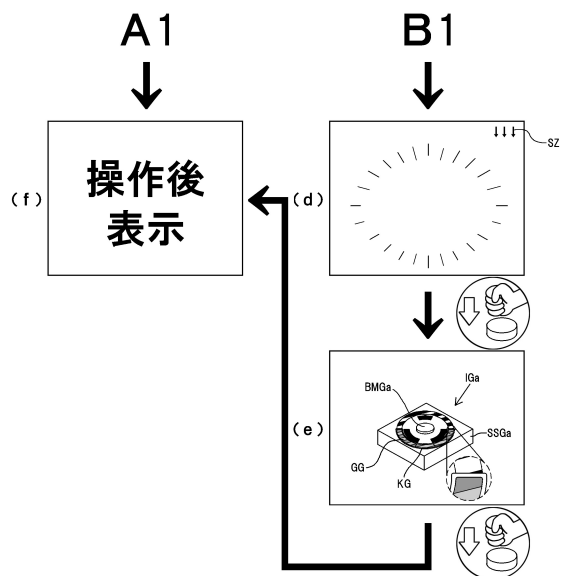 A1
B1
(f)
操作後
表示
(d)
SZ
(e)
BMGa
IGa
SSGa
GG
KG